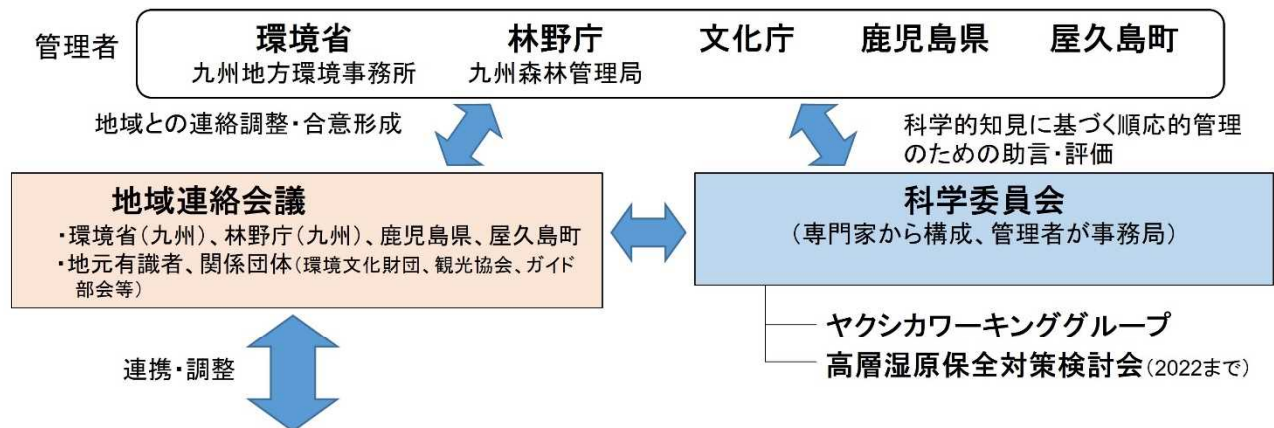 管理者
環境省 林野庁 文化庁 鹿児島県 屋久島町
九州地方環境事務所 九州森林管理局
地域との連絡調整・合意形成
科学的知見に基づく順応的管理
のための助言・評価
地域連絡会議
・環境省(九州)、林野庁(九州)、鹿児島県、屋久島町
・地元有識者、関係団体(環境文化財団、観光協会、ガイド
部会等)
科学委員会
(専門家から構成、管理者が事務局)
ヤクシカワーキンググループ
高層湿原保全対策検討会(2022まで)
連携・調整